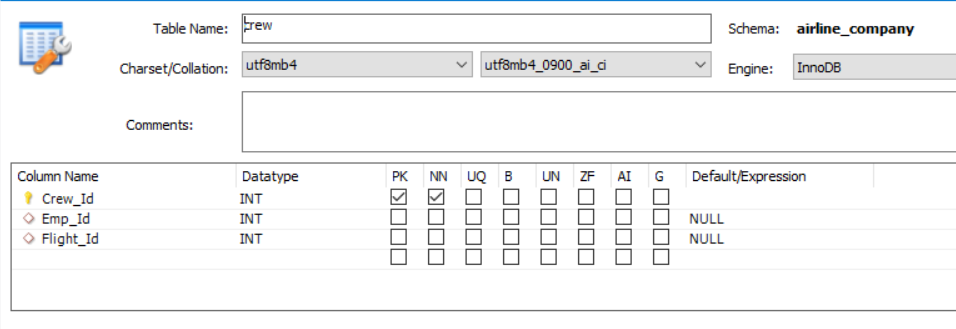 Table Name: crew Schema: airline_company
Charset/Collation: utf8mb4 utf8mb4_0900_ai_ci Engine: InnoDB
Comments:
Column Name Datatype PK NN UQ B UN ZF AI G Default/Expression
Crew_Id INT
Emp_Id INT NULL
Flight_Id INT NULL